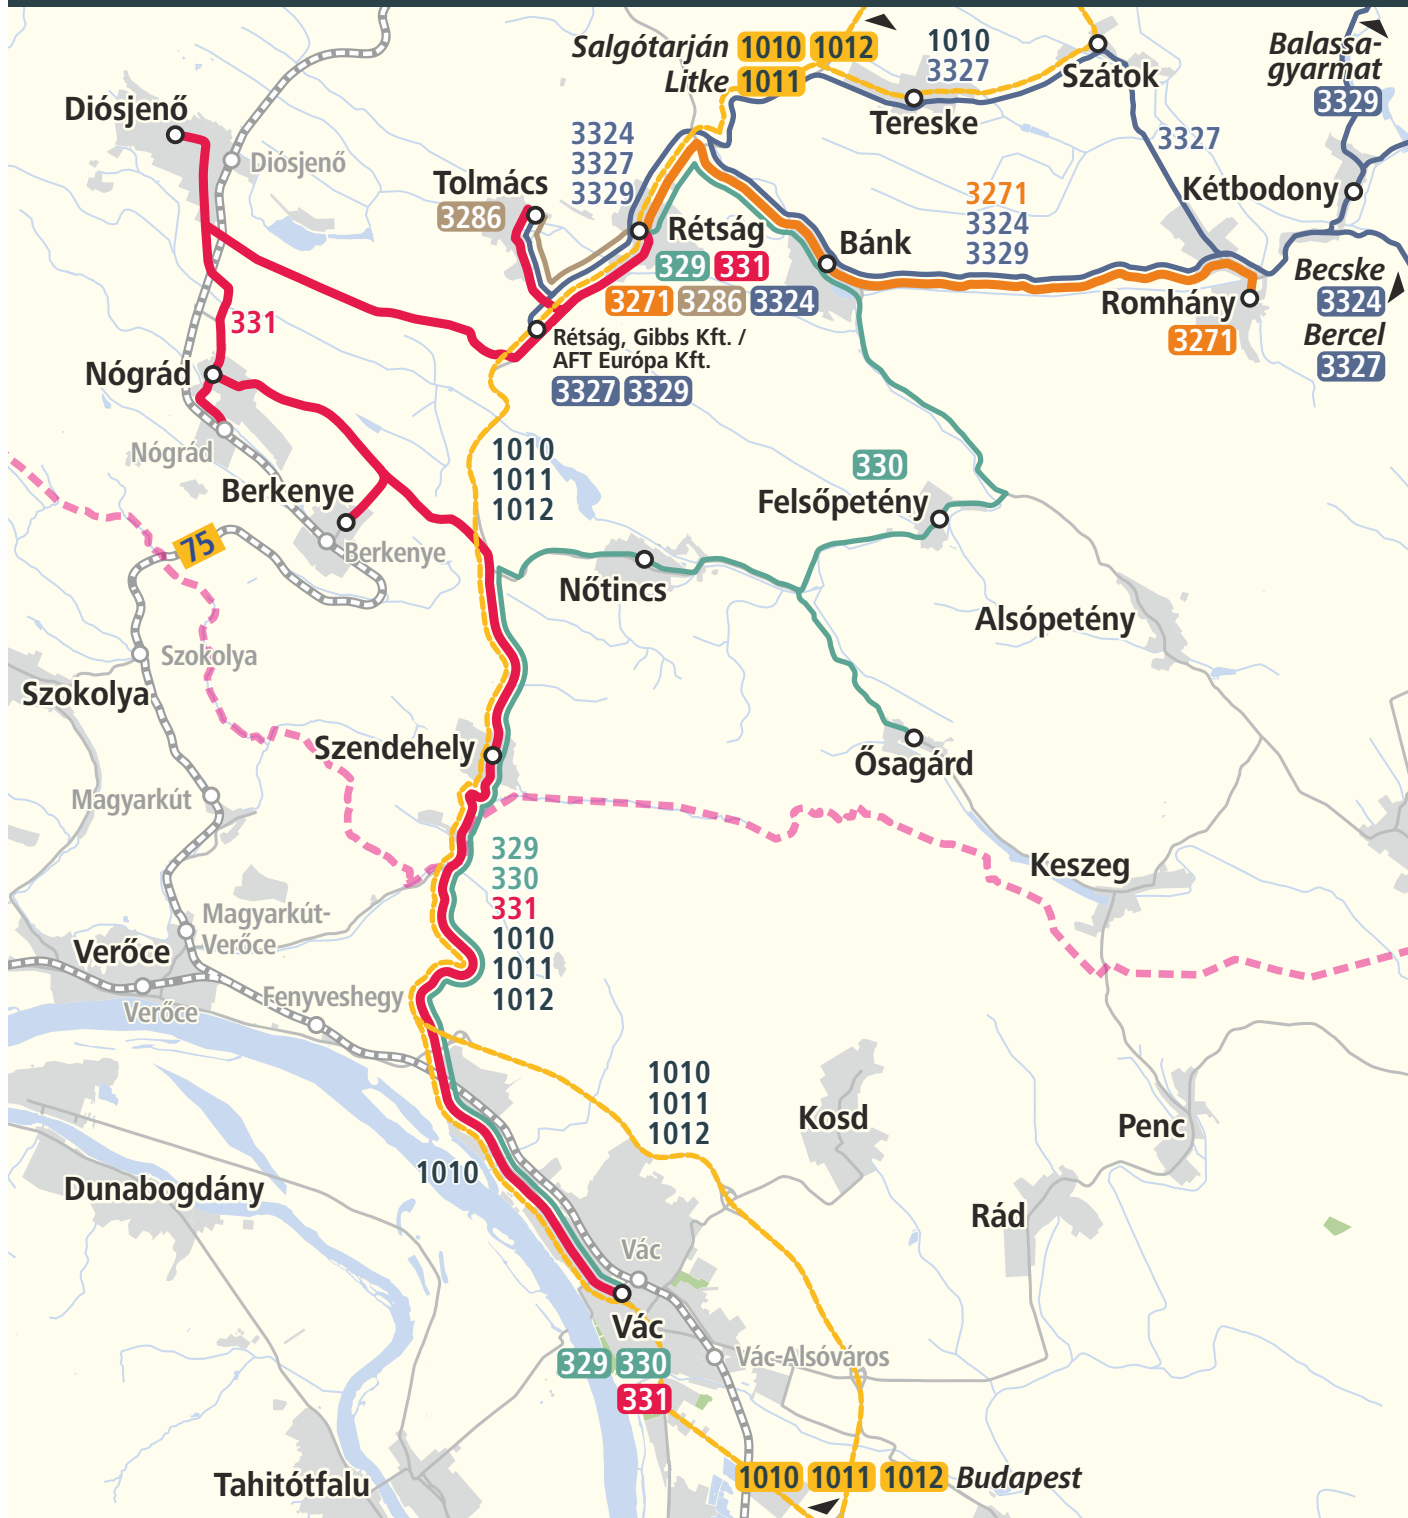 Salgótarján 1010 1012
Litke 1011
1010
3327
Szátok
Balassa-
gyarmat
3329
Diósjenő
Diósjenő
3324
3327
3329
Tereske
3327
Tolmács
3286
3271
3324
3329
Kétbodony
Rétság
329 331
3271 3286 3324
Bánk
Becske
3324
Bercel
3327
Romhány
3271
331
Rétság, Gibbs Kft. /
AFT Európa Kft.
3327 3329
Nógrád
Nógrád
1010
1011
1012
330
Felsőpetény
Berkenye
Berkenye
75
Nőtincs
Alsópetény
Szokolya
Szokolya
Szendehely
Ősagárd
Magyarkút
329
330
331
1010
1011
1012
Keszeg
Magyarkút-
Verőce
Verőce
Verőce
Fenyveshegy
1010
1011
1012
Kosd
Penc
1010
Dunabogdány
Rád
Vác
Vác
329 330
331
Vác-Alsóváros
Tahitótfalu
1010 1011 1012 Budapest